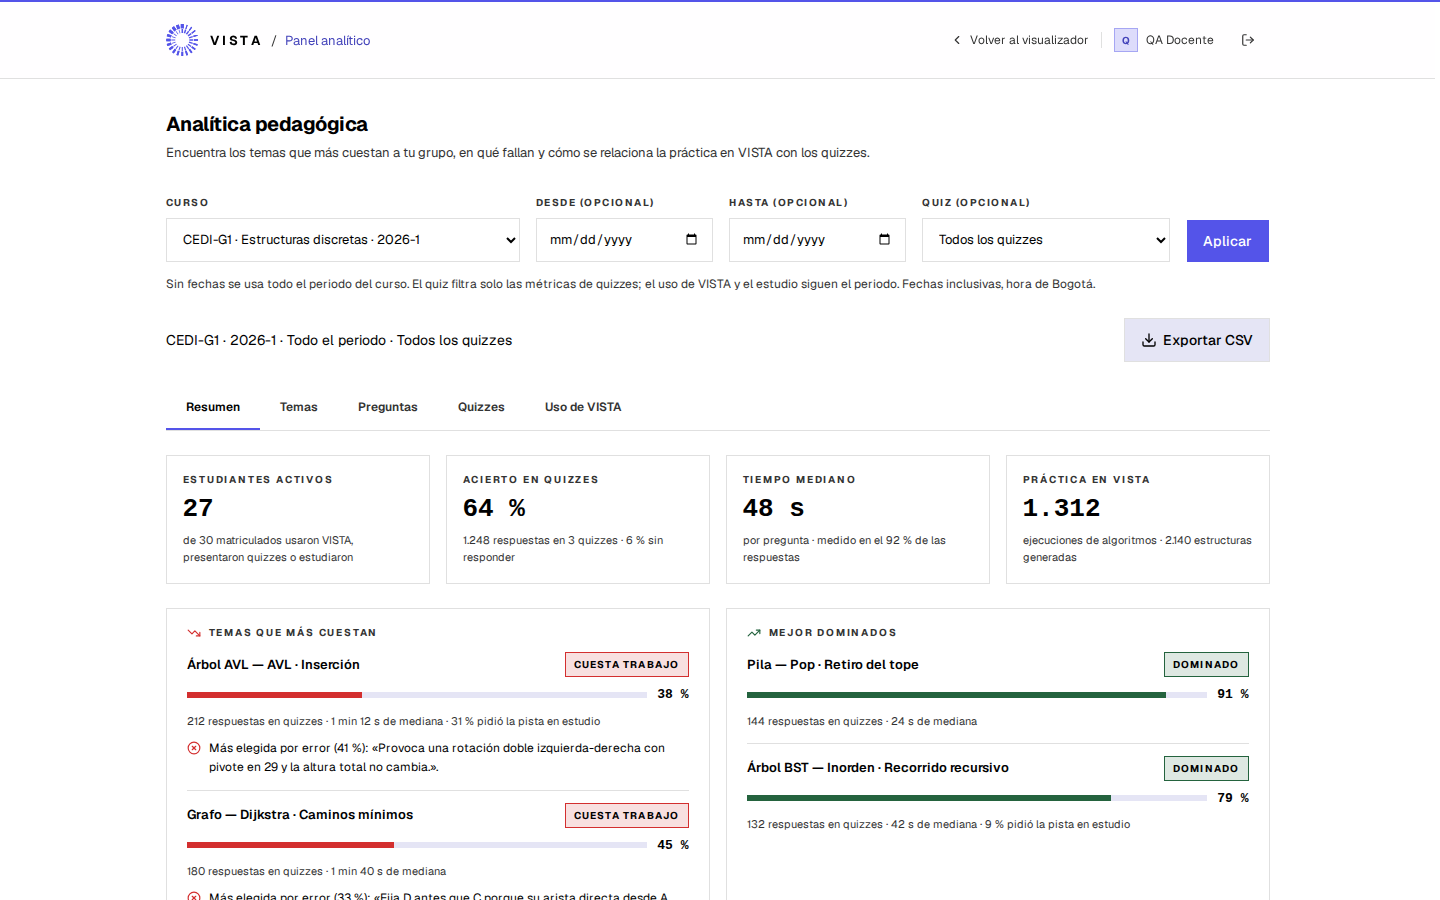 VISTA / Panel analítico
Volver al visualizador
Q QA Docente
Analítica pedagógica
Encuentra los temas que más cuestan a tu grupo, en qué fallan y cómo se relaciona la práctica en VISTA con los quizzes.
CURSO
DESDE (OPCIONAL)
HASTA (OPCIONAL)
QUIZ (OPCIONAL)
CEDI-G1 · Estructuras discretas · 2026-1
mm/dd/yyyy
mm/dd/yyyy
Todos los quizzes
Aplicar
Sin fechas se usa todo el periodo del curso. El quiz filtra solo las métricas de quizzes; el uso de VISTA y el estudio siguen el periodo. Fechas inclusivas, hora de Bogotá.
CEDI-G1 · 2026-1 · Todo el periodo · Todos los quizzes
Exportar CSV
Resumen
Temas
Preguntas
Quizzes
Uso de VISTA
ESTUDIANTES ACTIVOS
27
de 30 matriculados usaron VISTA,
presentaron quizzes o estudiaron
ACIERTO EN QUIZZES
64 %
1.248 respuestas en 3 quizzes · 6 % sin
responder
TIEMPO MEDIANO
48 s
por pregunta · medido en el 92 % de las
respuestas
PRÁCTICA EN VISTA
1.312
ejecuciones de algoritmos · 2.140 estructuras
generadas
TEMAS QUE MÁS CUESTAN
Árbol AVL — AVL · Inserción
CUESTA TRABAJO
38 %
212 respuestas en quizzes · 1 min 12 s de mediana · 31 % pidió la pista en estudio
Más elegida por error (41 %): «Provoca una rotación doble izquierda-derecha con
pivote en 29 y la altura total no cambia.».
Grafo — Dijkstra · Caminos mínimos
CUESTA TRABAJO
45 %
180 respuestas en quizzes · 1 min 40 s de mediana
Más elegida por error (33 %): «Fija D antes que C porque su arista directa desde A
MEJOR DOMINADOS
Pila — Pop · Retiro del tope
DOMINADO
91 %
144 respuestas en quizzes · 24 s de mediana
Árbol BST — Inorden · Recorrido recursivo
DOMINADO
79 %
132 respuestas en quizzes · 42 s de mediana · 9 % pidió la pista en estudio